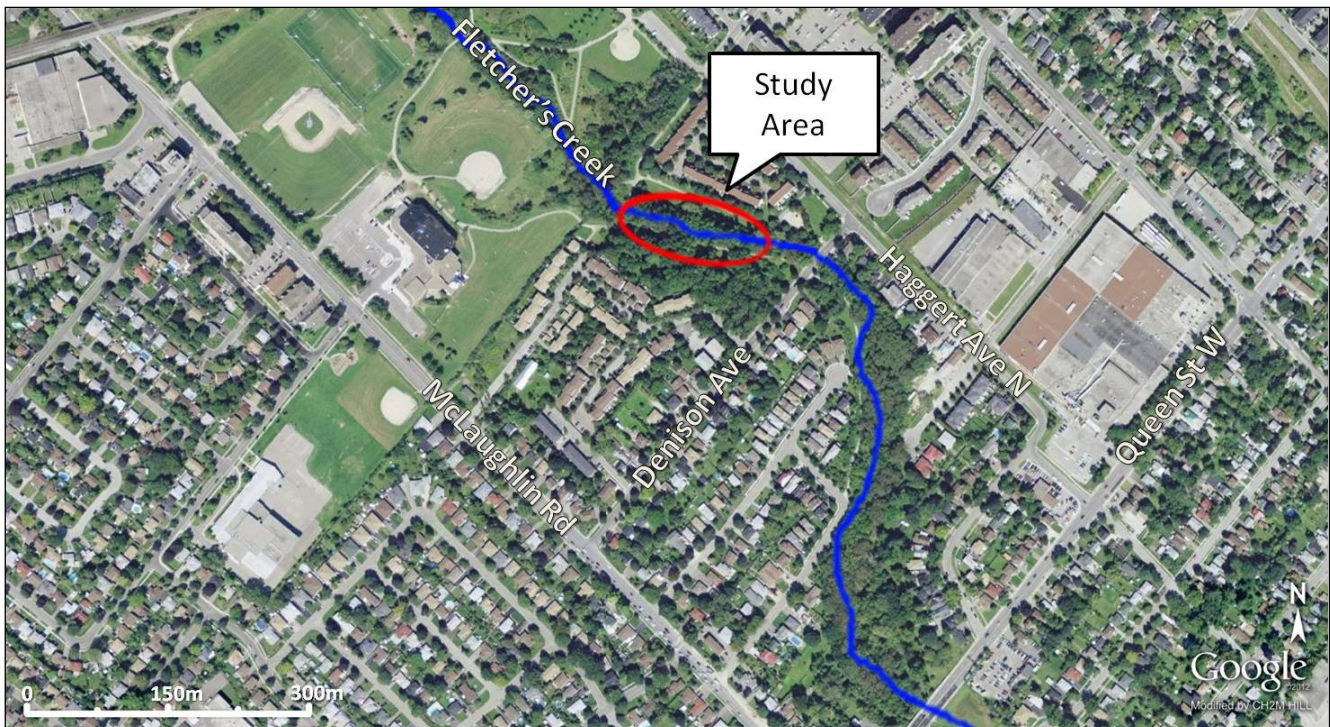 Fletcher's Creek
Study
Area
Haggert Ave N
Queen St W
McLaughlin Rd
Denison Ave
N
0 150m 300m
Google
©2012
Modified by CH2M HILL